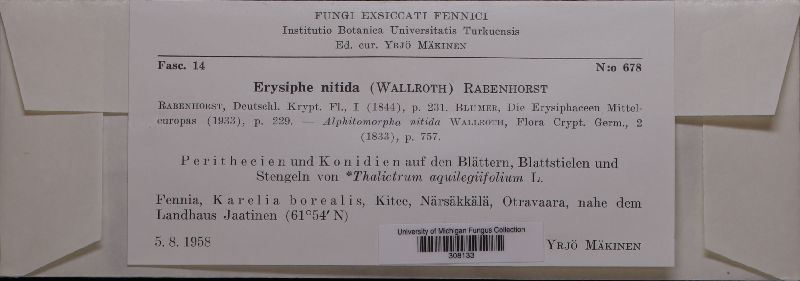 FUNGI EXSICCATI FENNICI
Institutio Botanica Universitatis Turkuensis
Ed. cur. YRJÖ MÄKINEN
Fasc. 14 N:o 678
Erysiphe nitida (WALLROTH) RABENHORST
RABENHORST, Deutschl. Krypt. Fl., I (1844), p. 231. BLUMER, Die Erysiphaceen Mittel-
europas (1933), p. 229. — Alphitomorpha nitida WALLROTH, Flora Crypt. Germ., 2
(1833), p. 757.
Perithecien und Konidien auf den Blättern, Blattstielen und
Stengeln von *Thalictrum aquilegiifolium L.
Fennia, Karelia borealis, Kitee, Närsäkkälä, Otravaara, nahe dem
Landhaus Jaatinen (61°54′ N)
5. 8. 1958 YRJÖ MÄKINEN
University of Michigan Fungus Collection
308133